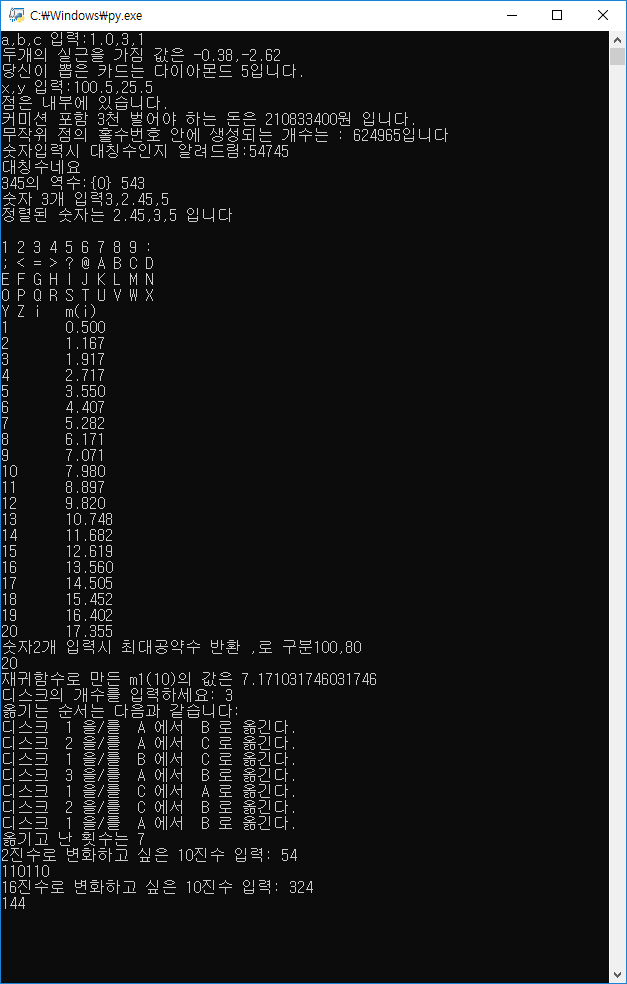 C:\Windows\py.exe
a,b,c 입력:1.0,3,1
두개의 실근을 가짐 값은 -0.38,-2.62
당신이 뽑은 카드는 다이아몬드 5입니다.
x,y 입력:100.5,25.5
점은 내부에 있습니다.
커미션 포함 3천 벌어야 하는 돈은 210833400원 입니다.
무작위 점의 홀수번호 안에 생성되는 개수는 : 624965입니다
숫자입력시 대칭수인지 알려드림:54745
대칭수네요
345의 역수:{0} 543
숫자 3개 입력3,2.45,5
정렬된 숫자는 2.45,3,5 입니다
1 2 3 4 5 6 7 8 9 :
; < = > ? @ A B C D
E F G H I J K L M N
O P Q R S T U V W X
Y Z i   m(i)
1       0.500
2       1.167
3       1.917
4       2.717
5       3.550
6       4.407
7       5.282
8       6.171
9       7.071
10      7.980
11      8.897
12      9.820
13      10.748
14      11.682
15      12.619
16      13.560
17      14.505
18      15.452
19      16.402
20      17.355
숫자2개 입력시 최대공약수 반환 ,로 구분100,80
20
재귀함수로 만든 m1(10)의 값은 7.171031746031746
디스크의 개수를 입력하세요: 3
옮기는 순서는 다음과 같습니다:
디스크  1 을/를  A 에서  B 로 옮긴다.
디스크  2 을/를  A 에서  C 로 옮긴다.
디스크  1 을/를  B 에서  C 로 옮긴다.
디스크  3 을/를  A 에서  B 로 옮긴다.
디스크  1 을/를  C 에서  A 로 옮긴다.
디스크  2 을/를  C 에서  B 로 옮긴다.
디스크  1 을/를  A 에서  B 로 옮긴다.
옮기고 난 횟수는 7
2진수로 변화하고 싶은 10진수 입력: 54
110110
16진수로 변화하고 싶은 10진수 입력: 324
144